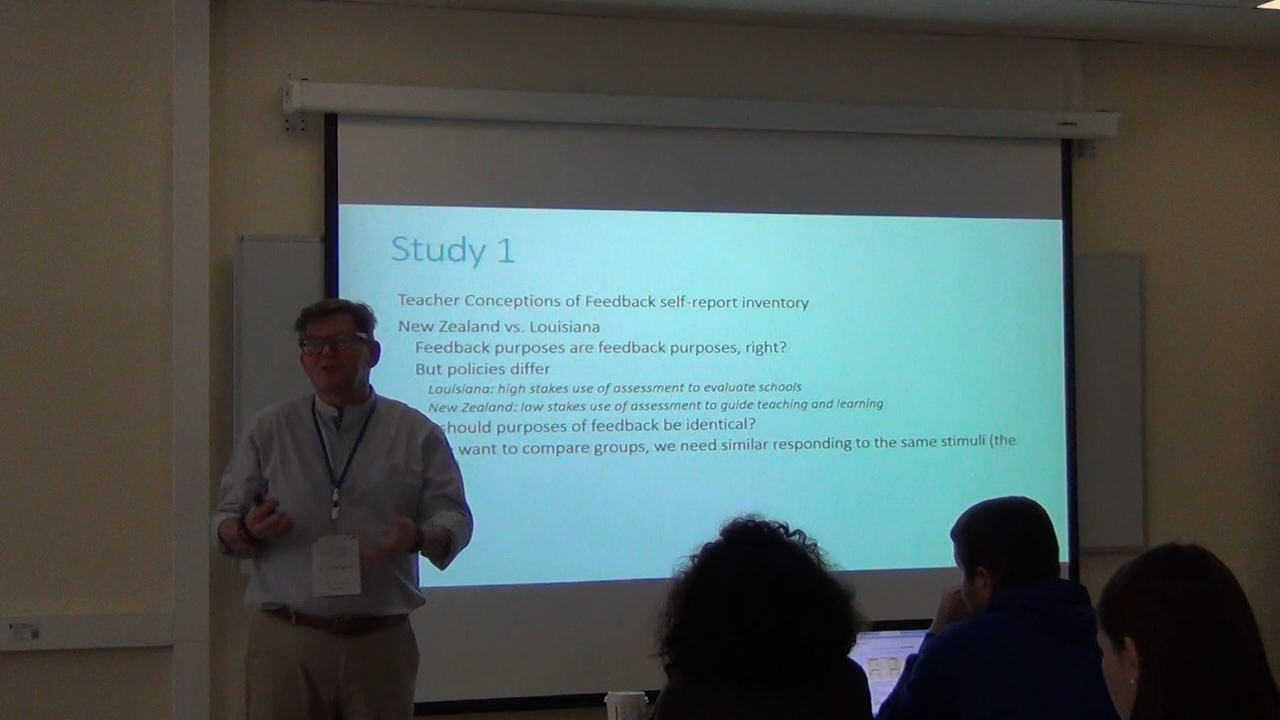 Study 1
Teacher Conceptions of Feedback self-report inventory
New Zealand vs. Louisiana
Feedback purposes are feedback purposes, right?
But policies differ
Louisiana: high stakes use of assessment to evaluate schools
New Zealand: low stakes use of assessment to guide teaching and learning
should purposes of feedback be identical?
want to compare groups, we need similar responding to the same stimuli (the